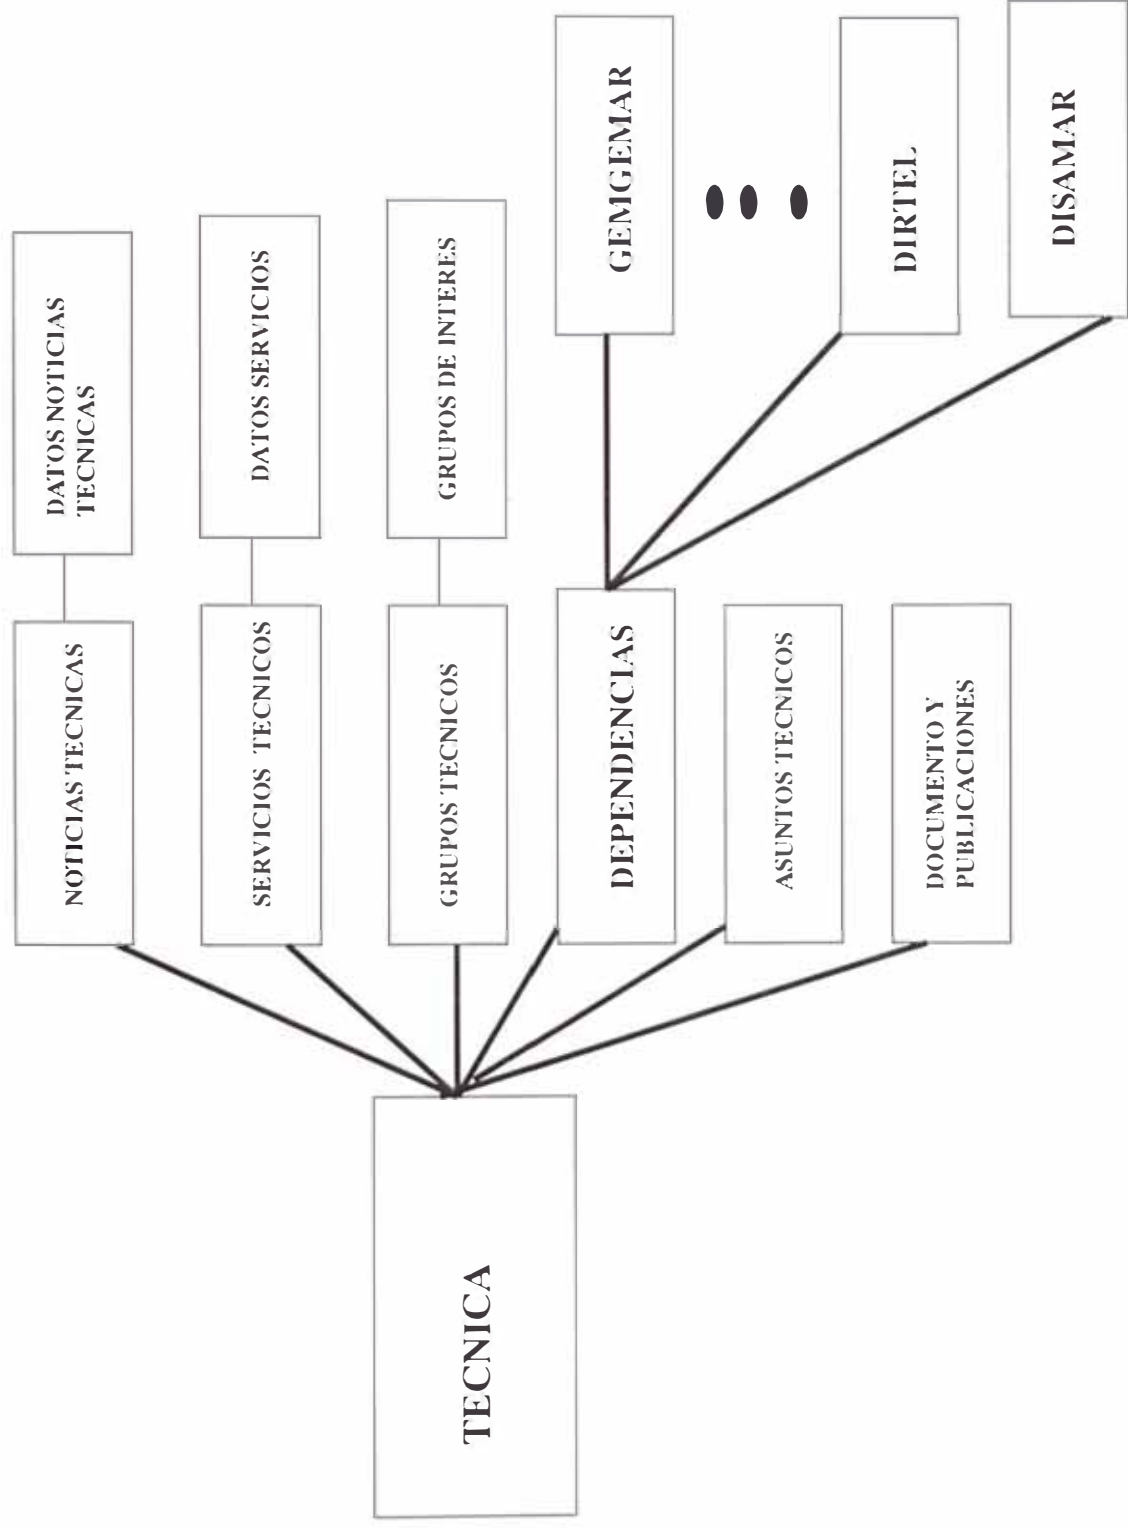 TECNICA
NOTICIAS TECNICAS
SERVICIOS TECNICOS
GRUPOS TECNICOS
DEPENDENCIAS
ASUNTOS TECNICOS
DOCUMENTO Y
PUBLICACIONES
DATOS NOTICIAS
TECNICAS
DATOS SERVICIOS
GRUPOS DE INTERES
GEMGEMAR
DIRTEL
DISAMAR